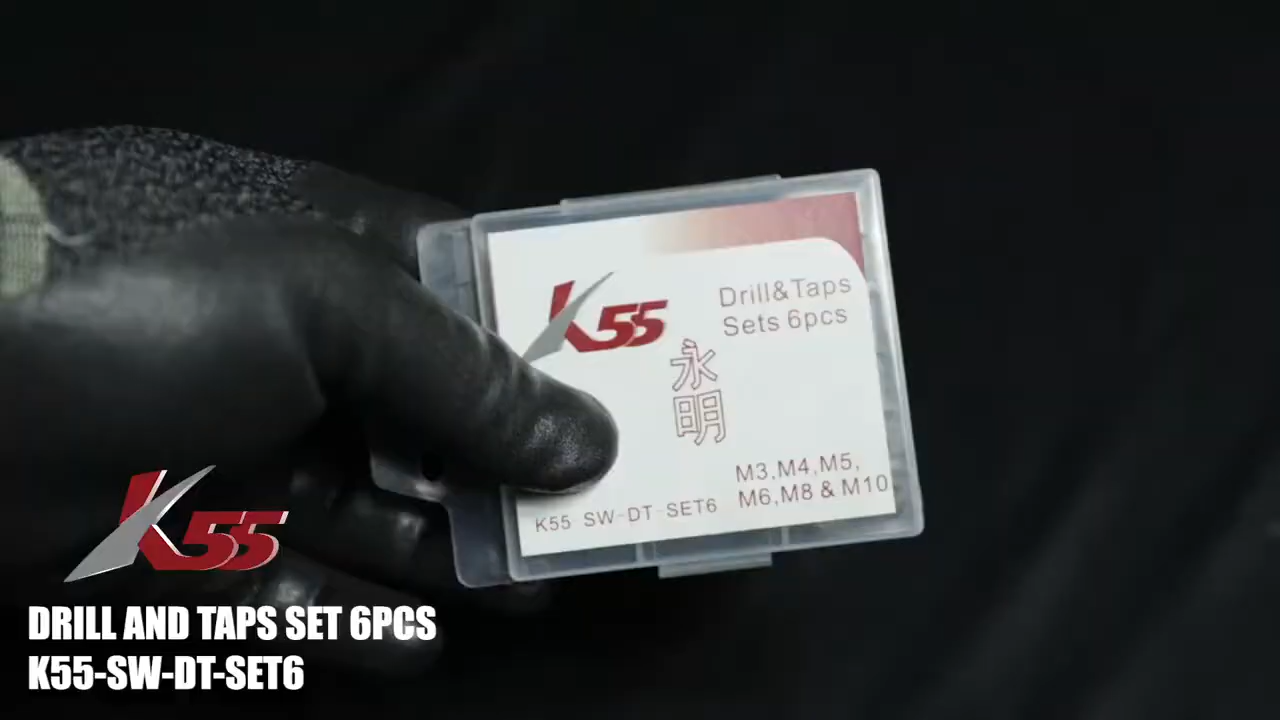 K55
Drill&Taps
Sets 6pcs
永
明
M3,M4,M5,
M6,M8 & M10
K55 SW-DT-SET6
K55
DRILL AND TAPS SET 6PCS
K55-SW-DT-SET6